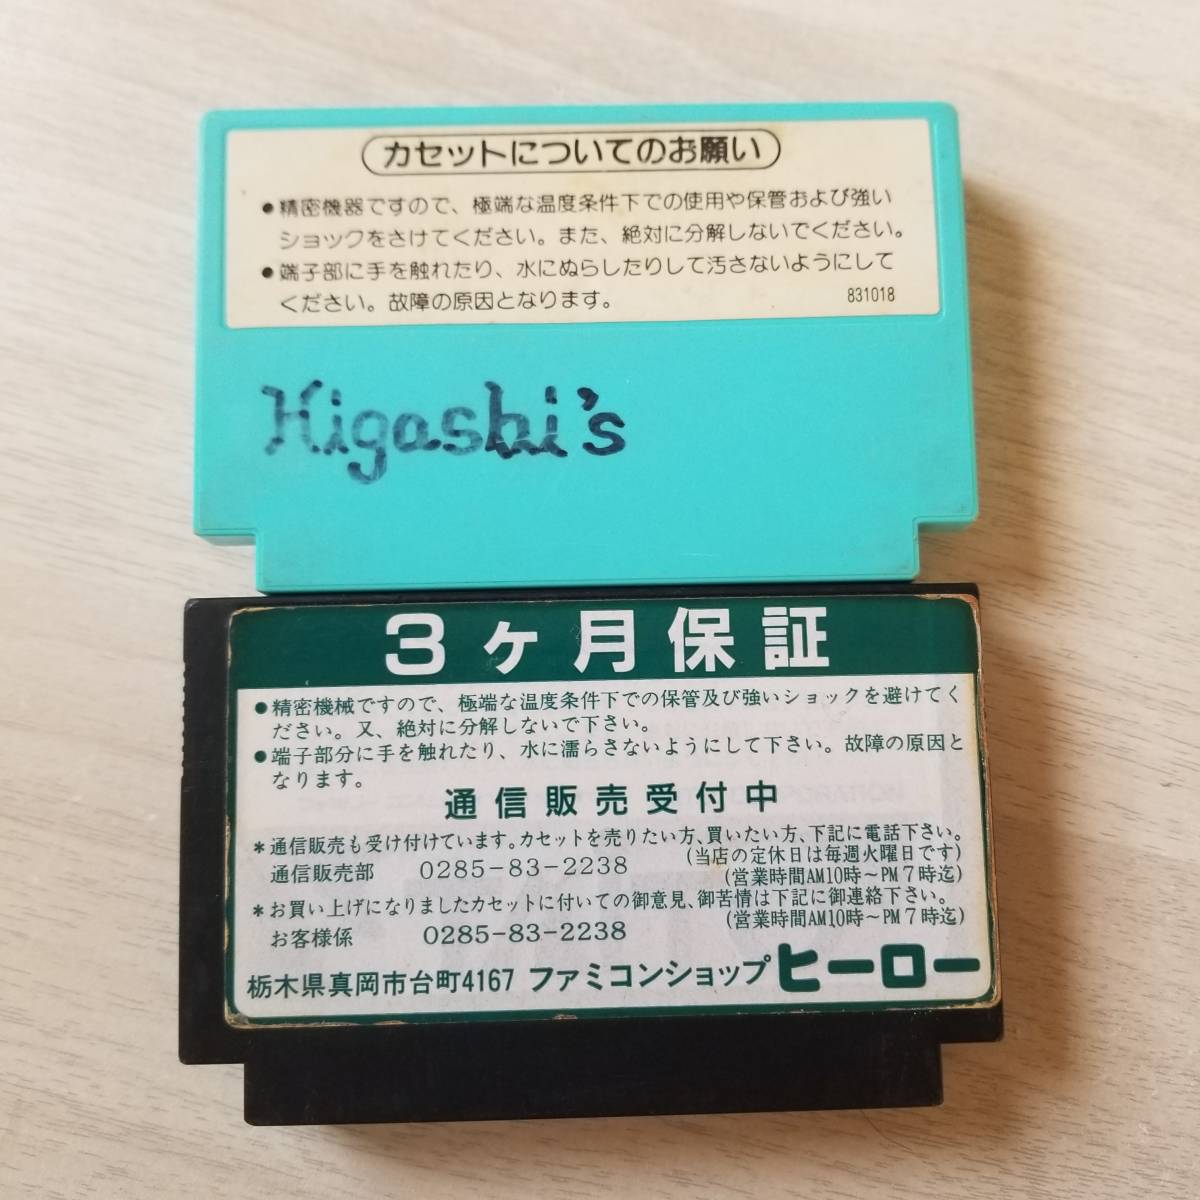 カセットについてのお願い
●精密機器ですので、極端な温度条件下での使用や保管および強い
ショックをさけてください。また、絶対に分解しないでください。
●端子部に手を触れたり、水にぬらしたりして汚さないようにして
ください。故障の原因となります。
831018
Higashi's
3ヶ月保証
●精密機械ですので、極端な温度条件下での保管及び強いショックを避けてく
ださい。又、絶対に分解しないで下さい。
●端子部分に手を触れたり、水に濡らさないようにして下さい。故障の原因と
なります。
通信販売受付中
*通信販売も受け付けています。カセットを売りたい方、買いたい方、下記に電話下さい。
通信販売部 0285-83-2238 (当店の定休日は毎週火曜日です)
(営業時間AM10時~PM7時迄)
*お買い上げになりましたカセットに付いての御意見、御苦情は下記に御連絡下さい。
お客様係 0285-83-2238 (営業時間AM10時~PM7時迄)
栃木県真岡市台町4167 ファミコンショップ ヒーロー